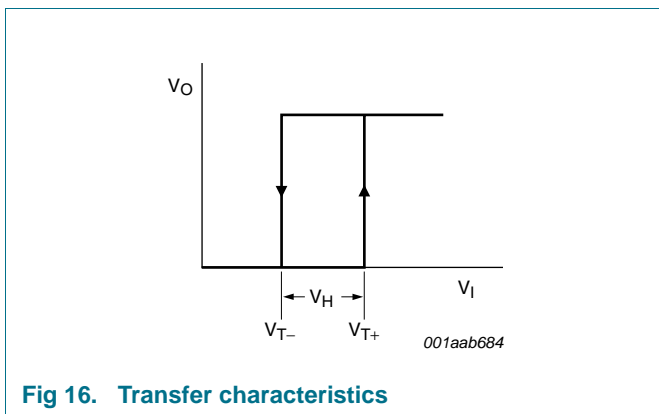 VO
VH
VI
VT−
VT+
001aab684
Fig 16. Transfer characteristics